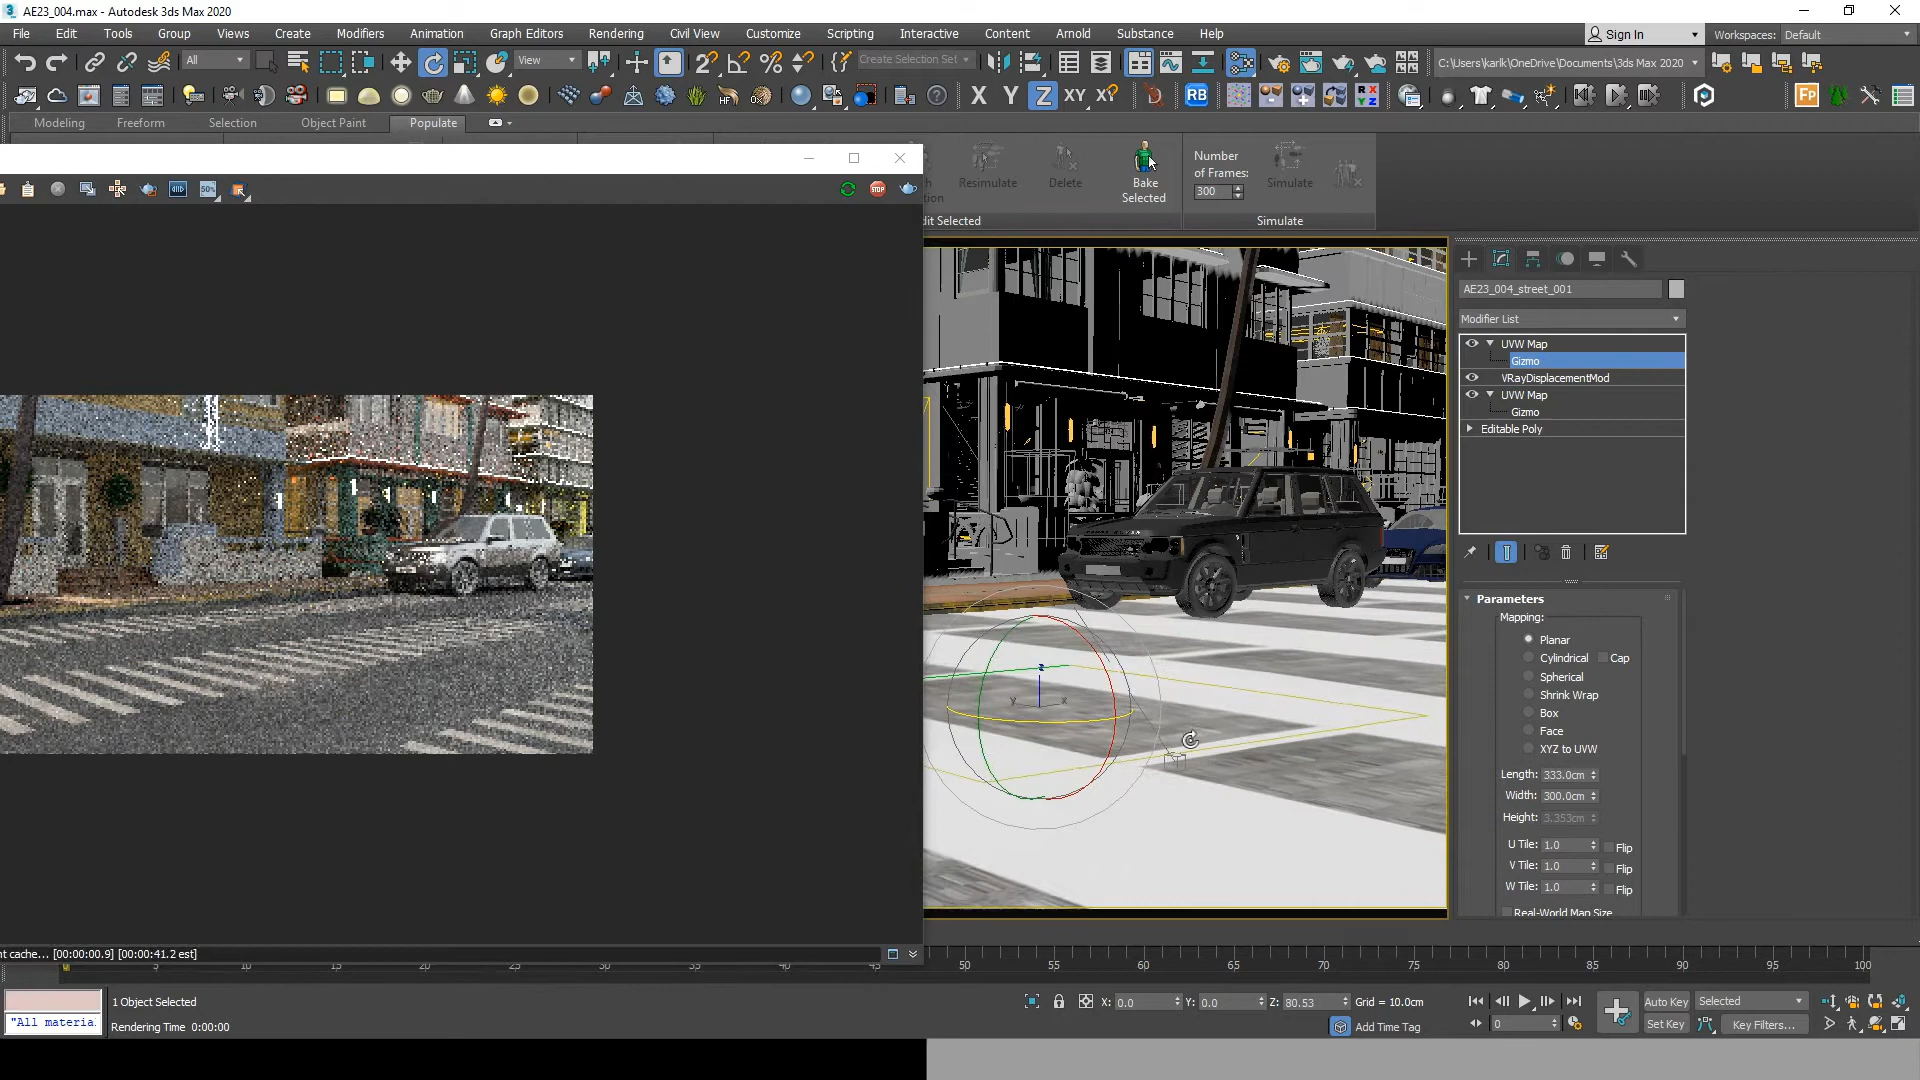 AE23_004.max - Autodesk 3ds Max 2020
File Edit Tools Group Views Create Modifiers Animation Graph Editors Rendering Civil View Customize Scripting Interactive Content Arnold Substance Help
Sign In
Workspaces: Default
All
View
Create Selection Set
C:\Users\karlk\OneDrive\Documents\3ds Max 2020
X Y Z XY
RB
Modeling Freeform Selection Object Paint Populate
Resimulate
Delete
Bake
Selected
Number
of Frames:
300
Simulate
dit Selected
Simulate
50%
STOP
AE23_004_street_001
Modifier List
UVW Map
Gizmo
VRayDisplacementMod
UVW Map
Gizmo
Editable Poly
Parameters
Mapping:
Planar
Cylindrical Cap
Spherical
Shrink Wrap
Box
Face
XYZ to UVW
Length: 333.0cm
Width: 300.0cm
Height: 3.353cm
U Tile: 1.0 Flip
V Tile: 1.0 Flip
W Tile: 1.0 Flip
Real-World Map Size
nt cache... [00:00:00.9] [00:00:41.2 est]
5 10 15 20 25 30 35 40 45 50 55 60 65 70 75 80 85 90 95 100
1 Object Selected
X: 0.0 Y: 0.0 Z: 80.53 Grid = 10.0cm
Auto Key Selected
"All materia
Rendering Time 0:00:00
Add Time Tag
0
Set Key Key Filters...